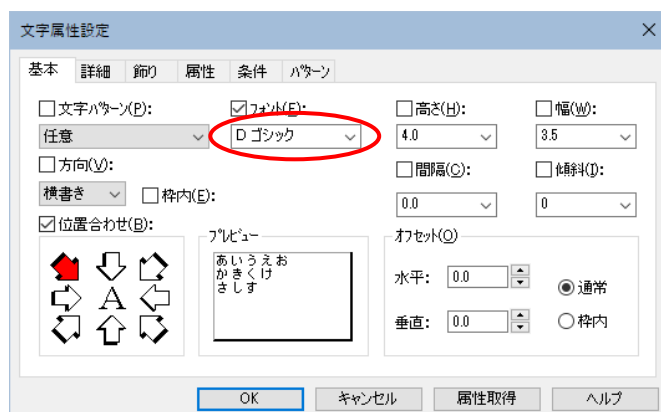 文字属性設定
基本 詳細 飾り 属性 条件 パターン
文字パターン(P): フォント(F): 高さ(H): 幅(W):
任意 D ゴシック 4.0 3.5
方向(V): 間隔(C): 傾斜(I):
横書き 枠内(E): 0.0 0
位置合わせ(B): プレビュー オフセット(O)
あいうえお
かきくけ
さしす
A
水平: 0.0 通常
垂直: 0.0 枠内
OK キャンセル 属性取得 ヘルプ